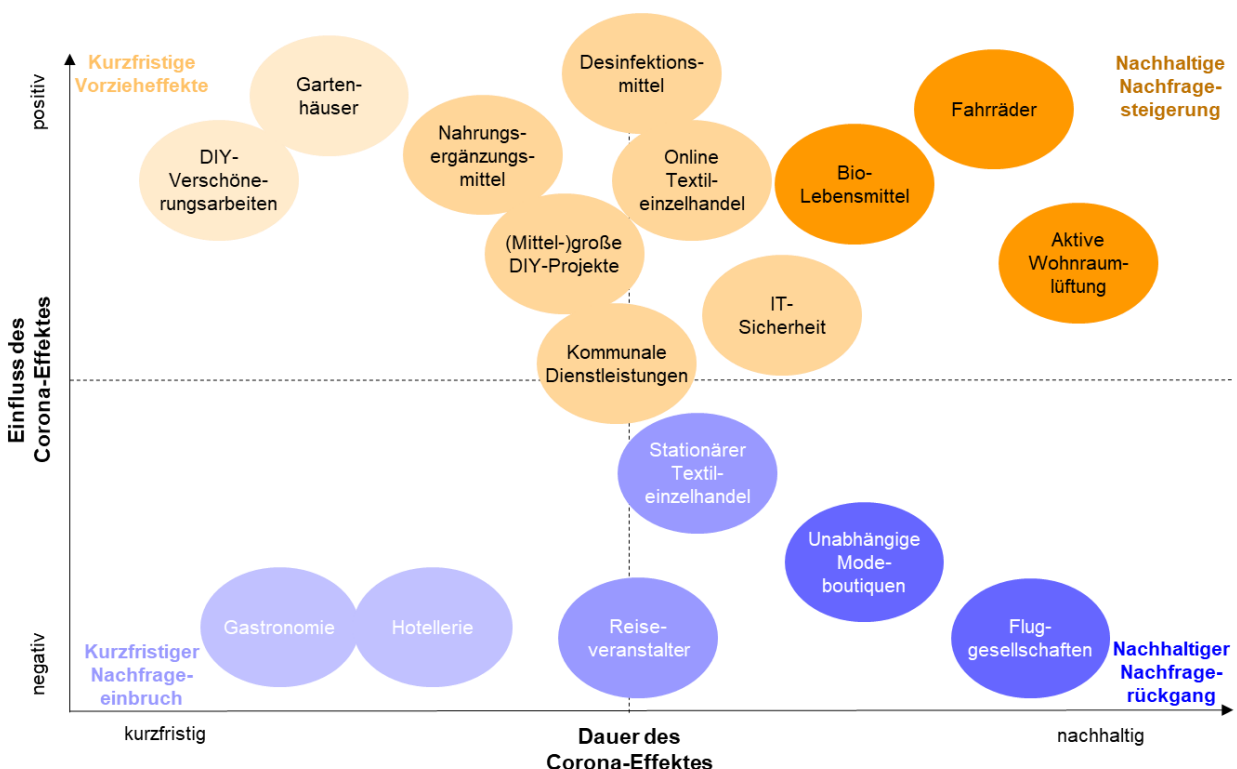 Kurzfristige
Vorzieheffekte
Garten-
häuser
Desinfektions-
mittel
Fahrräder
Nachhaltige
Nachfrage-
steigerung
positiv
DIY-
Verschöne-
rungsarbeiten
Nahrungs-
ergänzungs-
mittel
Online
Textil-
einzelhandel
Bio-
Lebensmittel
(Mittel-)große
DIY-Projekte
Aktive
Wohnraum-
lüftung
IT-
Sicherheit
Kommunale
Dienstleistungen
Einfluss des
Corona-Effektes
Stationärer
Textil-
einzelhandel
Unabhängige
Mode-
boutiquen
Gastronomie
Hotellerie
Reise-
veranstalter
Flug-
gesellschaften
negativ
Kurzfristiger
Nachfrage-
einbruch
Nachhaltiger
Nachfrage-
rückgang
kurzfristig
Dauer des
Corona-Effektes
nachhaltig